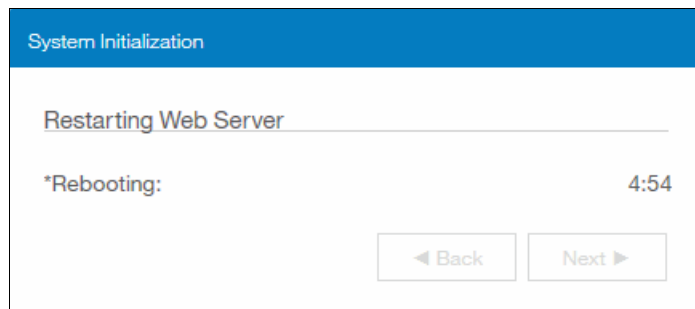 System Initialization
Restarting Web Server
*Rebooting: 4:54
◀ Back Next ▶